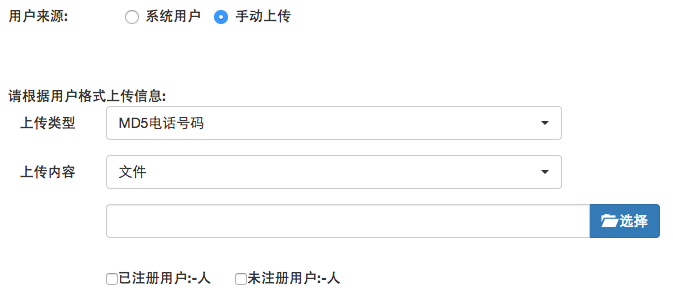 用户来源: 系统用户 手动上传
请根据用户格式上传信息:
上传类型 MD5电话号码
上传内容 文件
选择
已注册用户:-人 未注册用户:-人